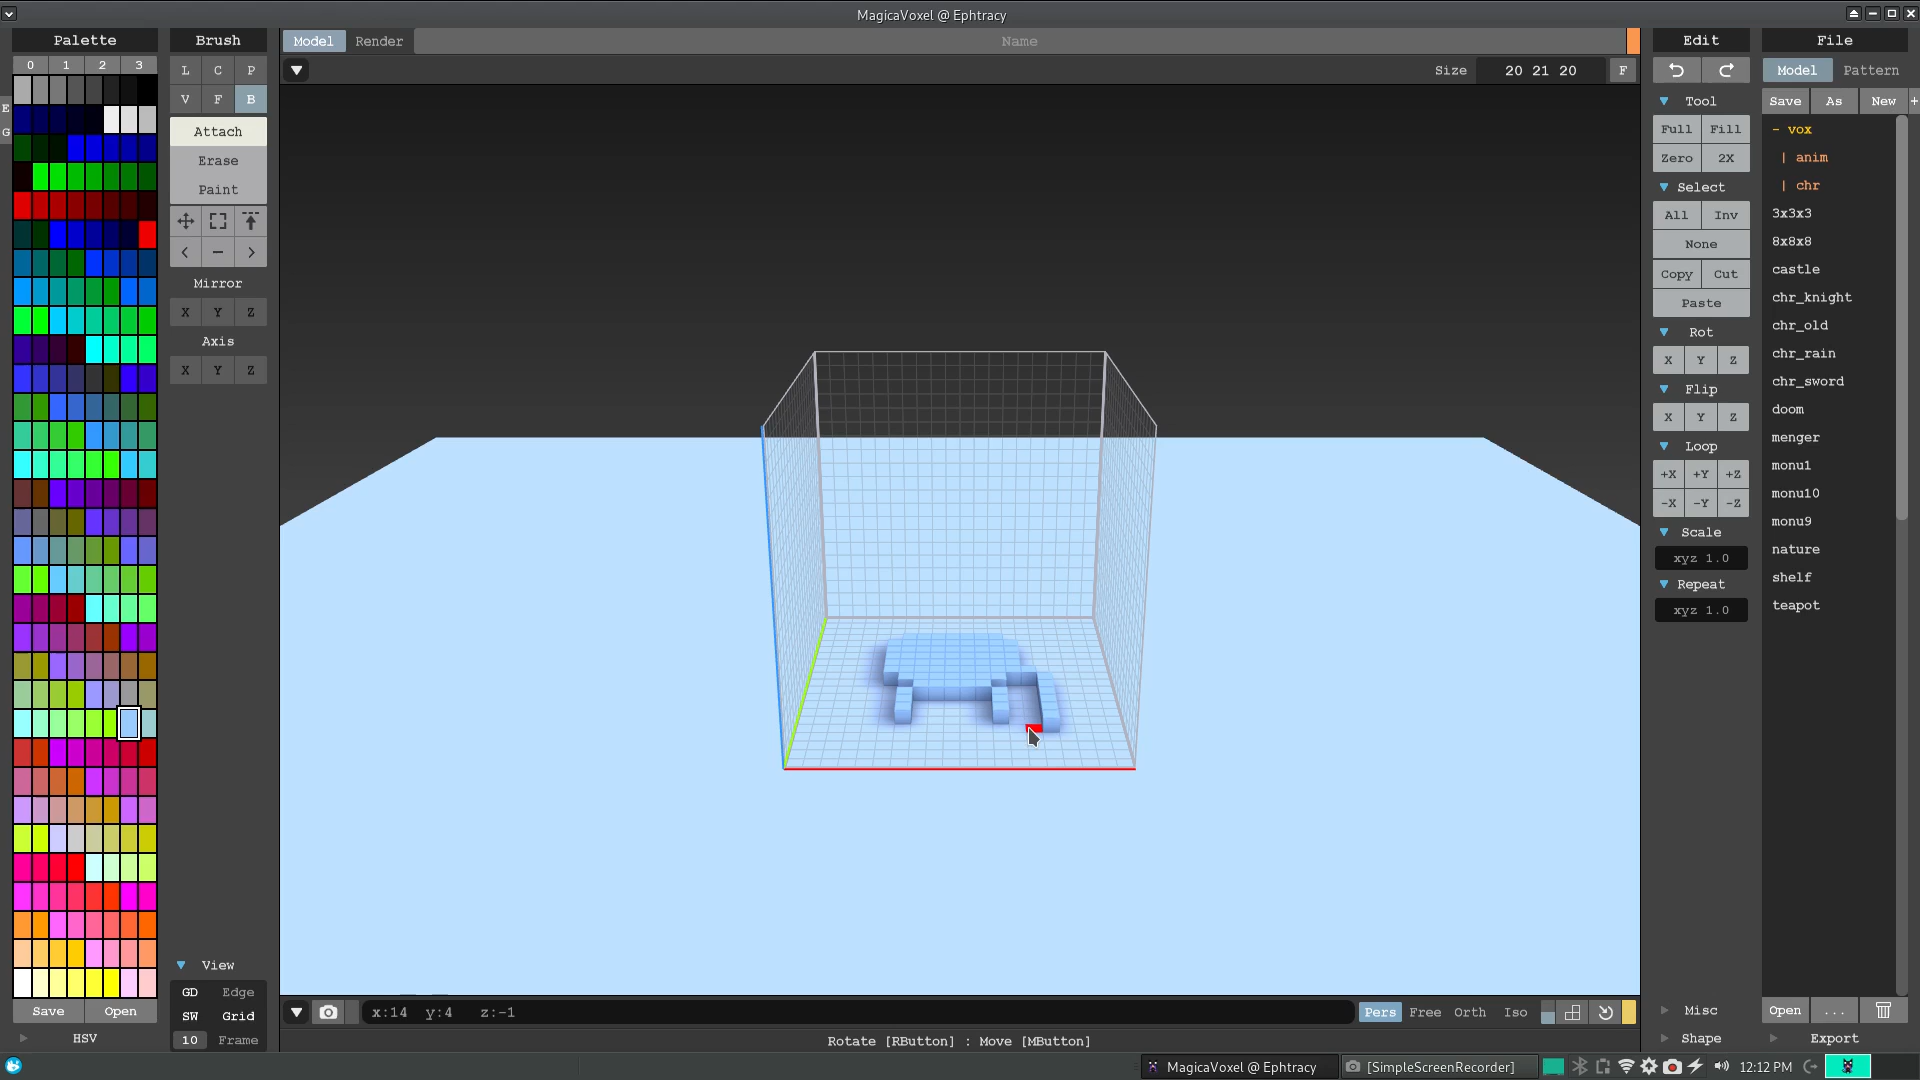 MagicaVoxel @ Ephtracy
Palette
0 1 2 3
E
G
Save Open
HSV
Brush
L C P
V F B
Attach
Erase
Paint
Mirror
X Y Z
Axis
X Y Z
View
GD Edge
SW Grid
10 Frame
Model Render Name
Size 20 21 20 F
x:14 y:4 z:-1
Pers Free Orth Iso
Rotate [RButton] : Move [MButton]
Edit
Tool
Full Fill
Zero 2X
Select
All Inv
None
Copy Cut
Paste
Rot
X Y Z
Flip
X Y Z
Loop
+X +Y +Z
-X -Y -Z
Scale
xyz 1.0
Repeat
xyz 1.0
Misc
Shape
File
Model Pattern
Save As New +
- vox
| anim
| chr
3x3x3
8x8x8
castle
chr_knight
chr_old
chr_rain
chr_sword
doom
menger
monu1
monu10
monu9
nature
shelf
teapot
Open ...
Export
MagicaVoxel @ Ephtracy
[SimpleScreenRecorder]
12:12 PM